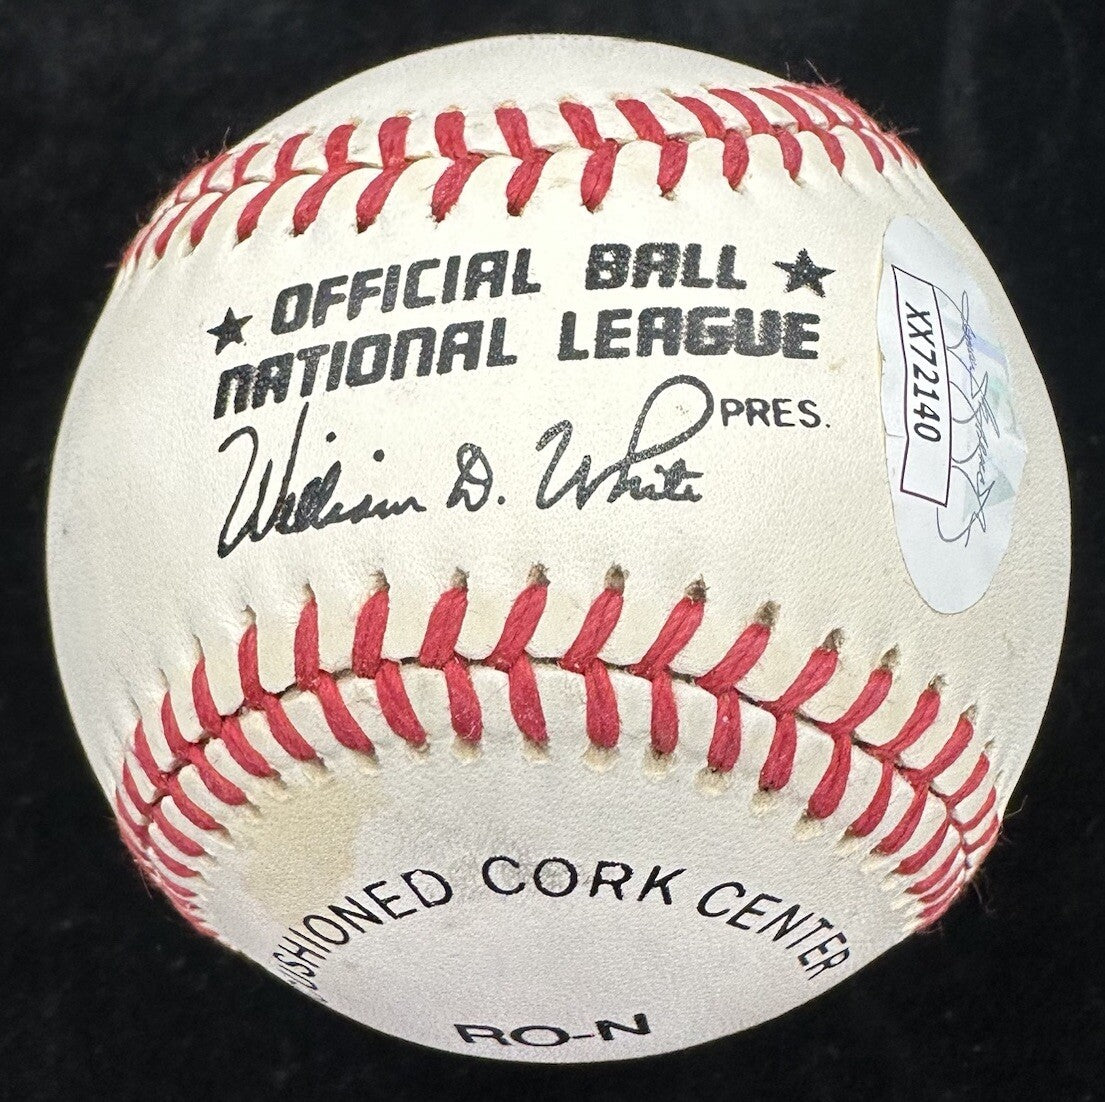 ★ OFFICIAL BALL ★
NATIONAL LEAGUE
William D. White PRES.
XX72140
CUSHIONED CORK CENTER
RO-N